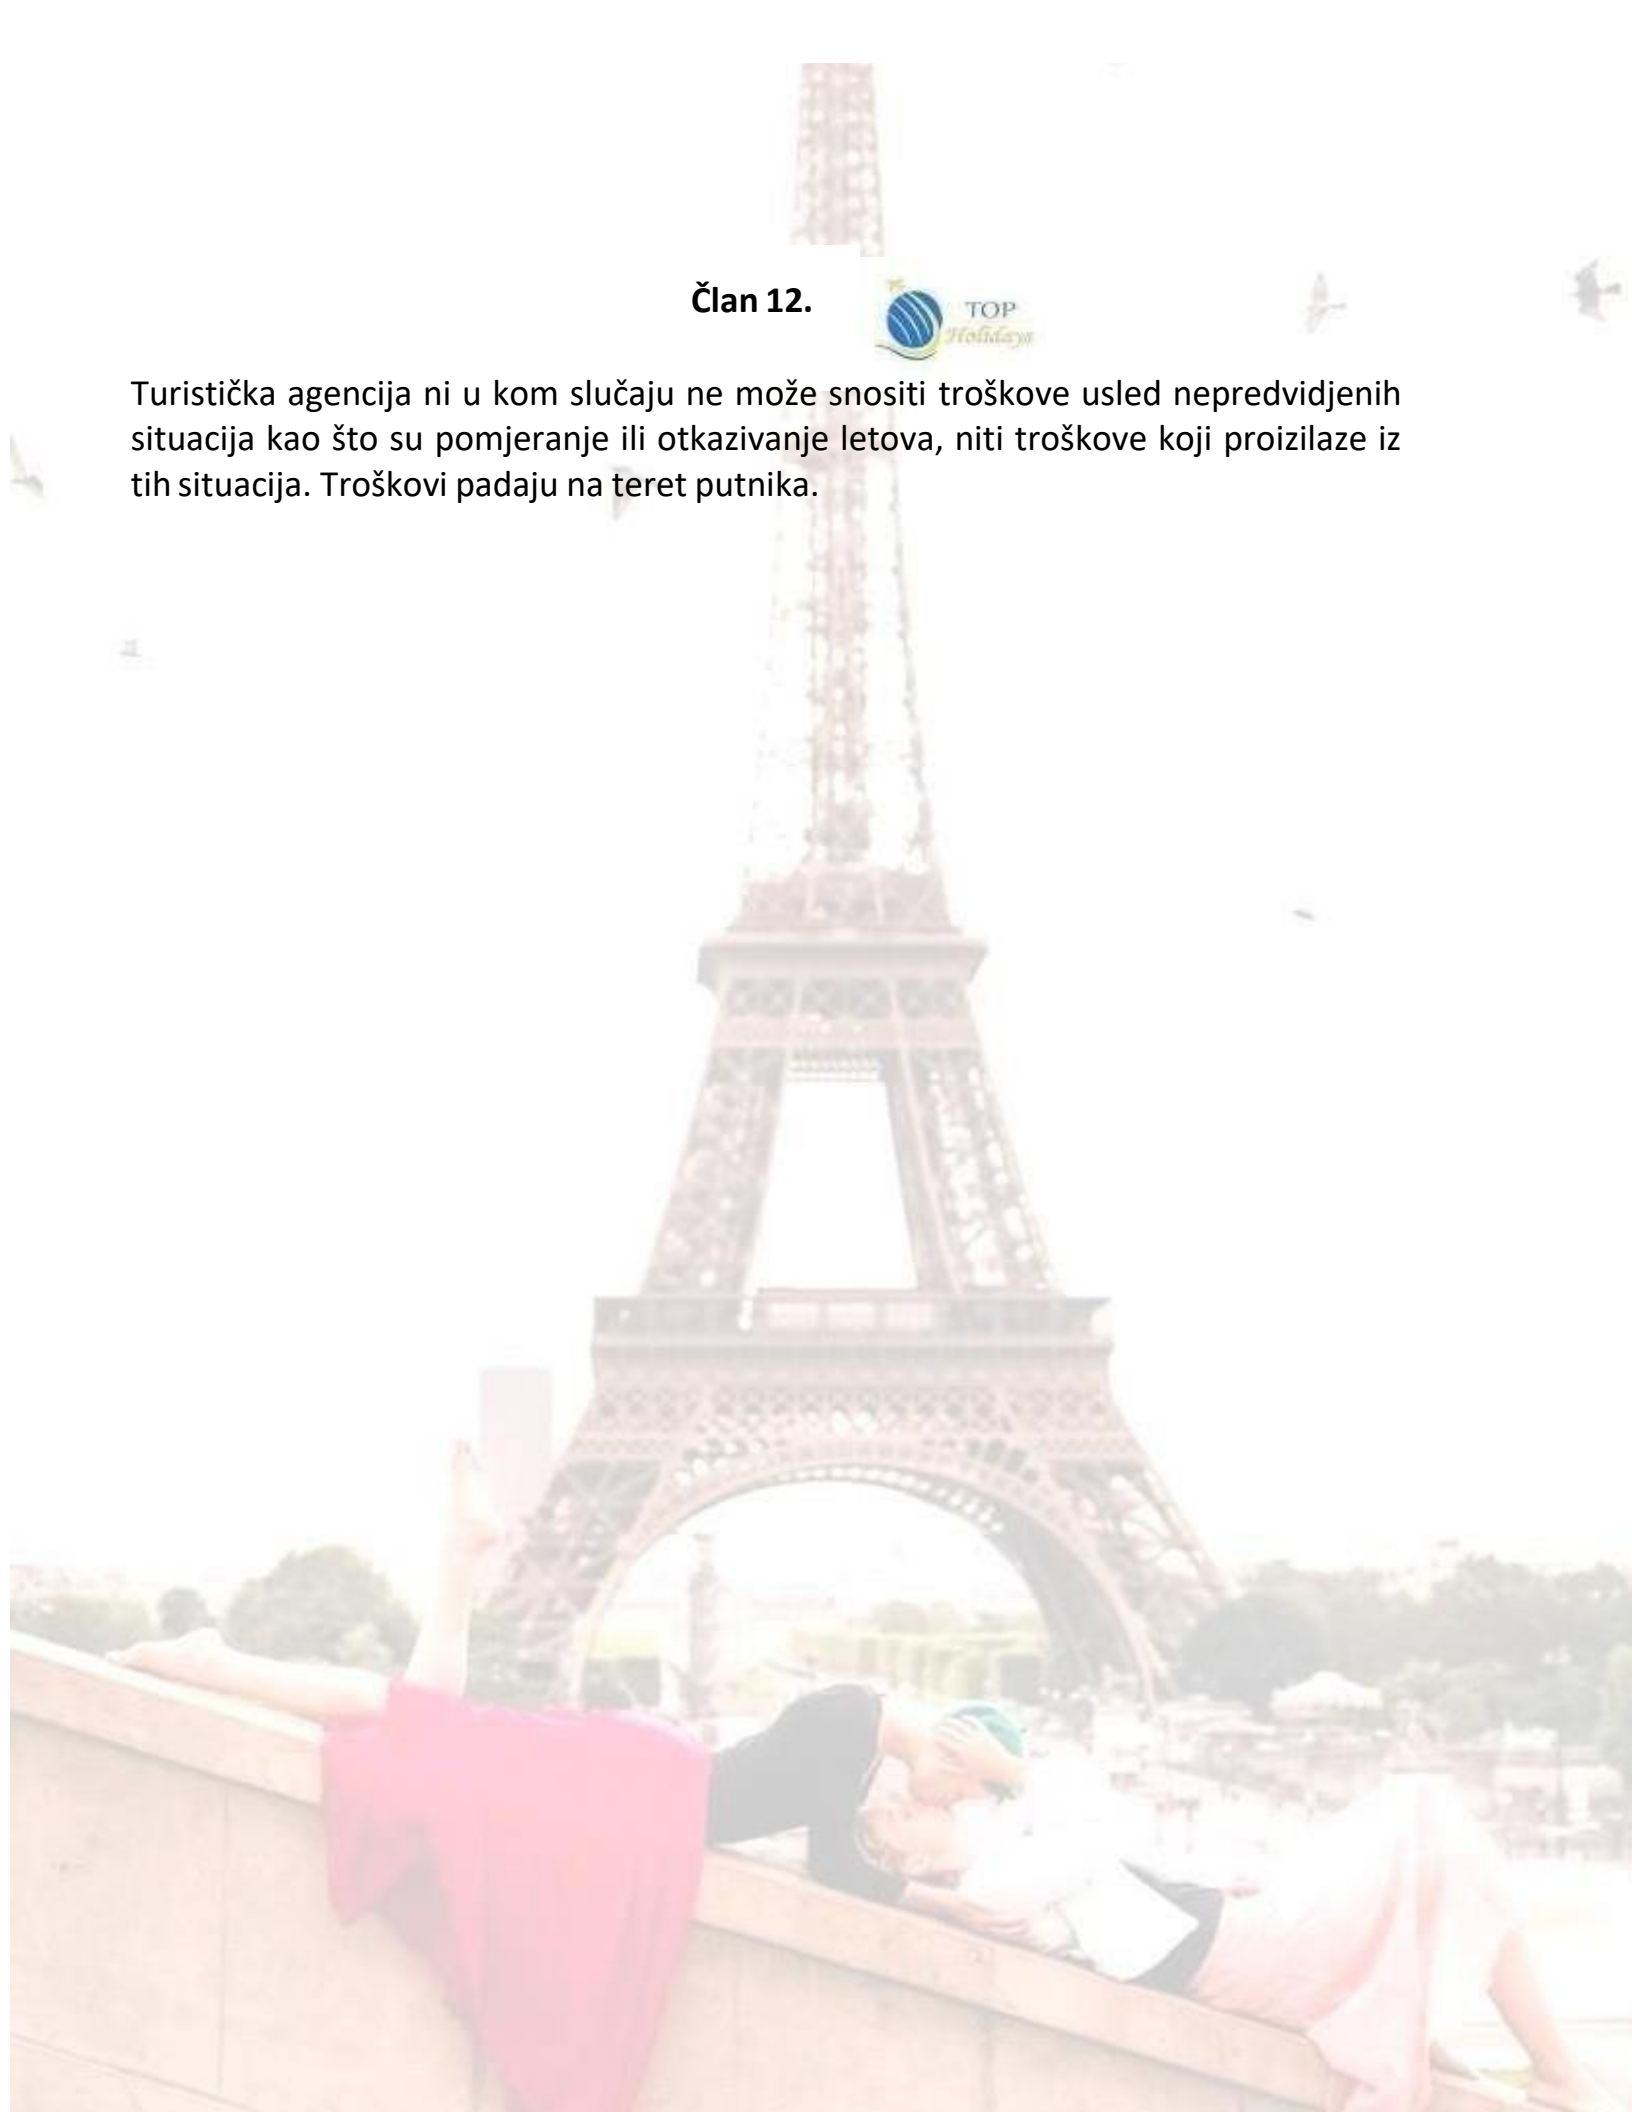 Član 12.
TOP
Holidays
Turistička agencija ni u kom slučaju ne može snositi troškove usled nepredvidjenih
situacija kao što su pomjeranje ili otkazivanje letova, niti troškove koji proizilaze iz
tih situacija. Troškovi padaju na teret putnika.